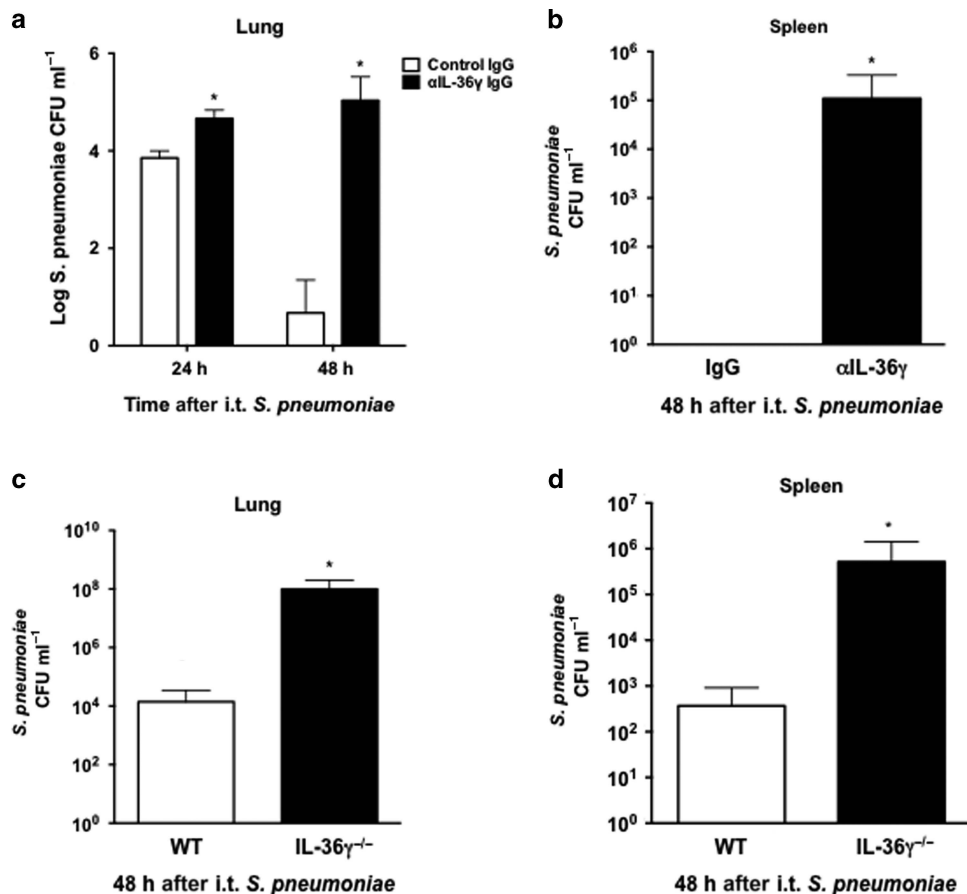 a
Lung
Log S. pneumoniae CFU ml⁻¹
6
4
2
0
Control IgG
αIL-36γ IgG
*
*
24 h
48 h
Time after i.t. S. pneumoniae
b
Spleen
S. pneumoniae
CFU ml⁻¹
10⁶
10⁵
10⁴
10³
10²
10¹
10⁰
*
IgG
αIL-36γ
48 h after i.t. S. pneumoniae
c
Lung
S. pneumoniae
CFU ml⁻¹
10¹⁰
10⁸
10⁶
10⁴
10²
10⁰
*
WT
IL-36γ⁻/⁻
48 h after i.t. S. pneumoniae
d
Spleen
S. pneumoniae
CFU ml⁻¹
10⁷
10⁶
10⁵
10⁴
10³
10²
10¹
10⁰
*
WT
IL-36γ⁻/⁻
48 h after i.t. S. pneumoniae